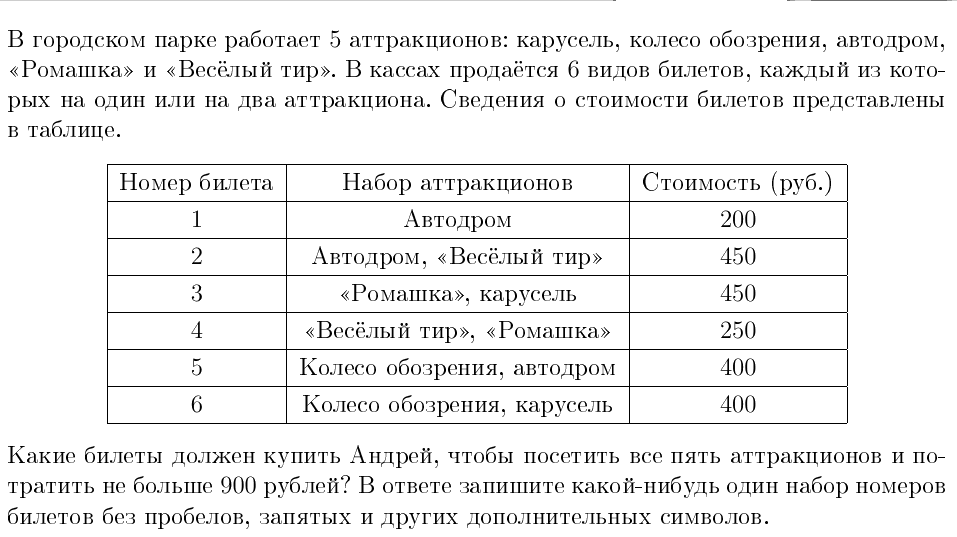 В городском парке работает 5 аттракционов: карусель, колесо обозрения, автодром,
«Ромашка» и «Весёлый тир». В кассах продаётся 6 видов билетов, каждый из кото-
рых на один или на два аттракциона. Сведения о стоимости билетов представлены
в таблице.
Номер билета Набор аттракционов Стоимость (руб.)
1 Автодром 200
2 Автодром, «Весёлый тир» 450
3 «Ромашка», карусель 450
4 «Весёлый тир», «Ромашка» 250
5 Колесо обозрения, автодром 400
6 Колесо обозрения, карусель 400
Какие билеты должен купить Андрей, чтобы посетить все пять аттракционов и по-
тратить не больше 900 рублей? В ответе запишите какой-нибудь один набор номеров
билетов без пробелов, запятых и других дополнительных символов.